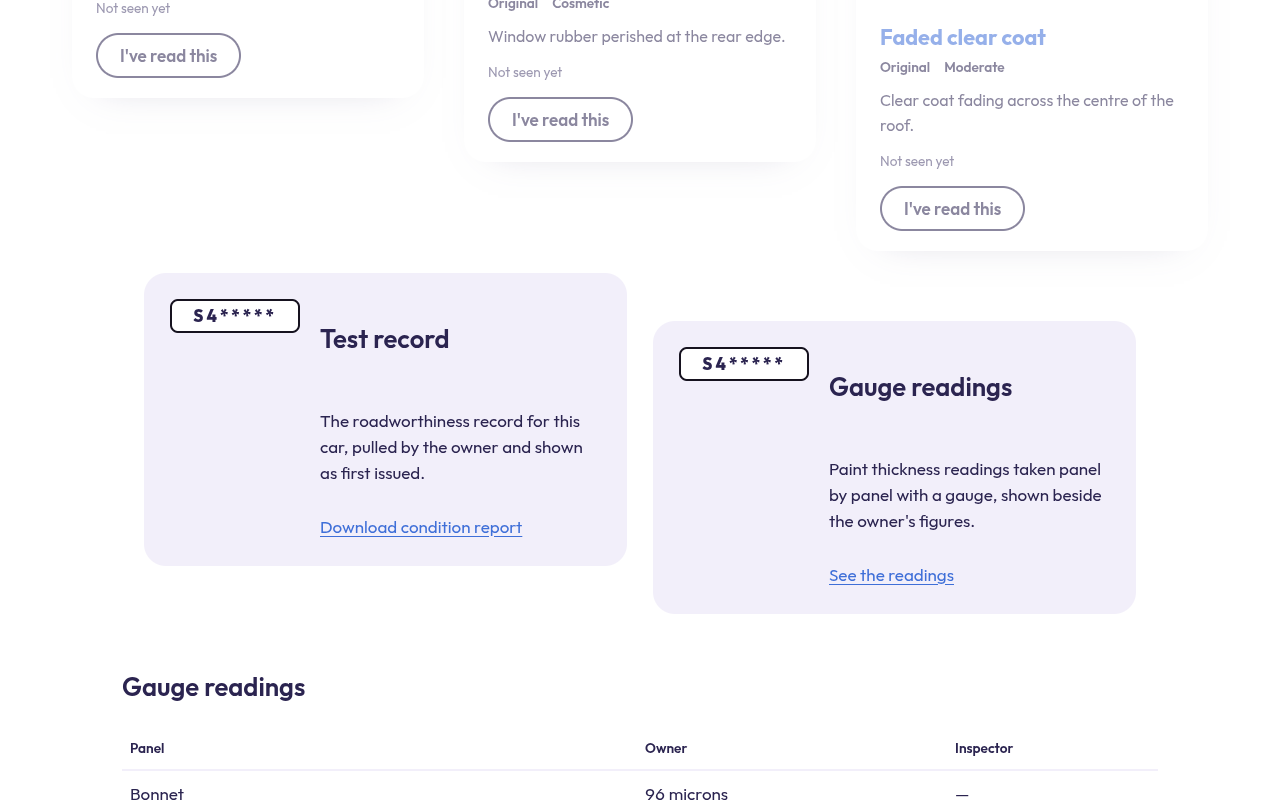 Not seen yet
I've read this
Original Cosmetic
Window rubber perished at the rear edge.
Not seen yet
I've read this
Faded clear coat
Original Moderate
Clear coat fading across the centre of the
roof.
Not seen yet
I've read this
S4*****
Test record
The roadworthiness record for this
car, pulled by the owner and shown
as first issued.
Download condition report
S4*****
Gauge readings
Paint thickness readings taken panel
by panel with a gauge, shown beside
the owner's figures.
See the readings
Gauge readings
Panel Owner Inspector
Bonnet 96 microns —